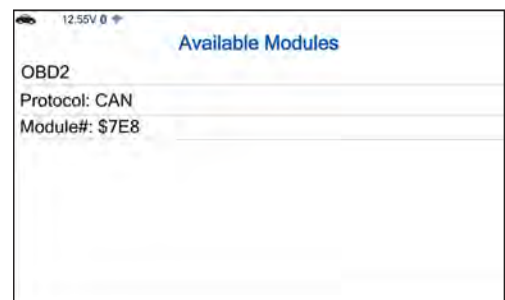 12.55V
Available Modules
OBD2
Protocol: CAN
Module#: $7E8